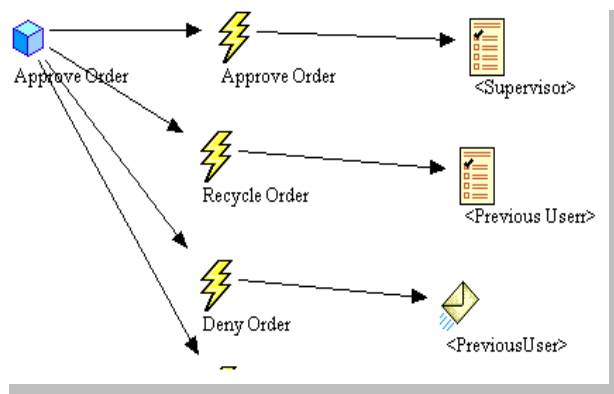 Approve Order
Approve Order
<Supervisor>
Recycle Order
<Previous Userr>
Deny Order
<PreviousUser>